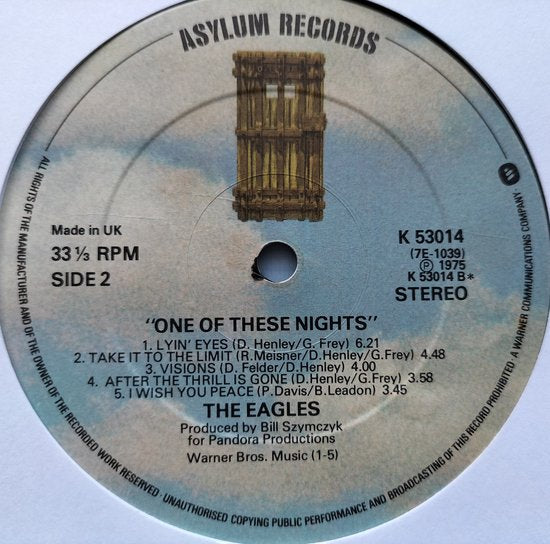 ASYLUM RECORDS
Made in UK
33 ⅓ RPM
SIDE 2
K 53014
(7E-1039)
Ⓟ 1975
K 53014 B*
STEREO
"ONE OF THESE NIGHTS"
1. LYIN' EYES (D. Henley/G. Frey) 6.21
2. TAKE IT TO THE LIMIT (R. Meisner/D. Henley/G. Frey) 4.48
3. VISIONS (D. Felder/D. Henley) 4.00
4. AFTER THE THRILL IS GONE (D. Henley/G. Frey) 3.58
5. I WISH YOU PEACE (P. Davis/B. Leadon) 3.45
THE EAGLES
Produced by Bill Szymczyk
for Pandora Productions
Warner Bros. Music (1-5)
ALL RIGHTS OF THE MANUFACTURER AND OF THE OWNER OF THE RECORDED WORK RESERVED · UNAUTHORISED COPYING PUBLIC PERFORMANCE AND BROADCASTING OF THIS RECORD PROHIBITED · A WARNER COMMUNICATIONS COMPANY